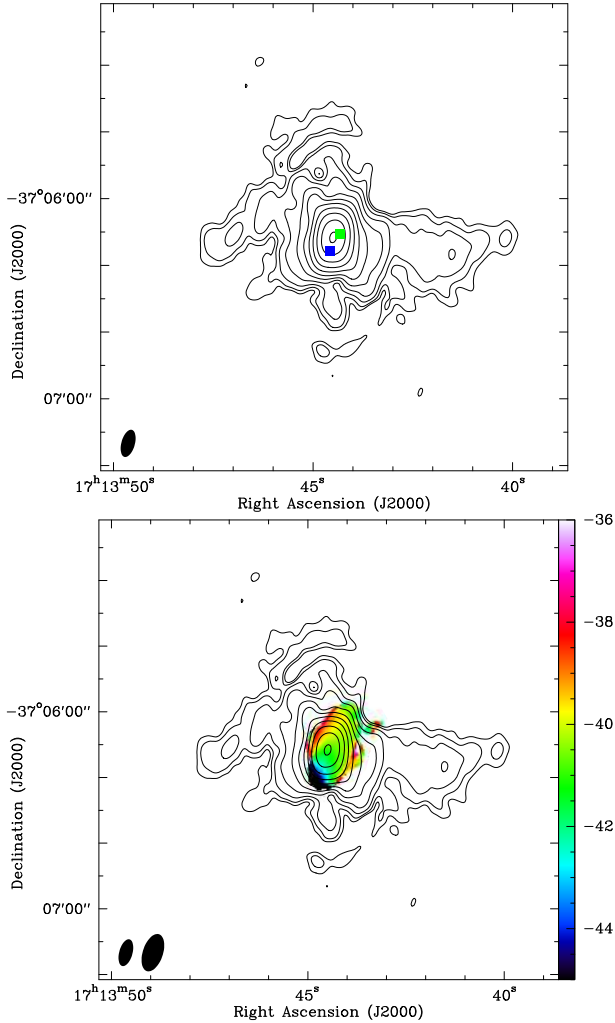 -37°06′00″
07′00″
Declination (J2000)
17ʰ13ᵐ50ˢ 45ˢ 40ˢ
Right Ascension (J2000)
-36
-38
-37°06′00″
-40
-42
07′00″
-44
Declination (J2000)
17ʰ13ᵐ50ˢ 45ˢ 40ˢ
Right Ascension (J2000)